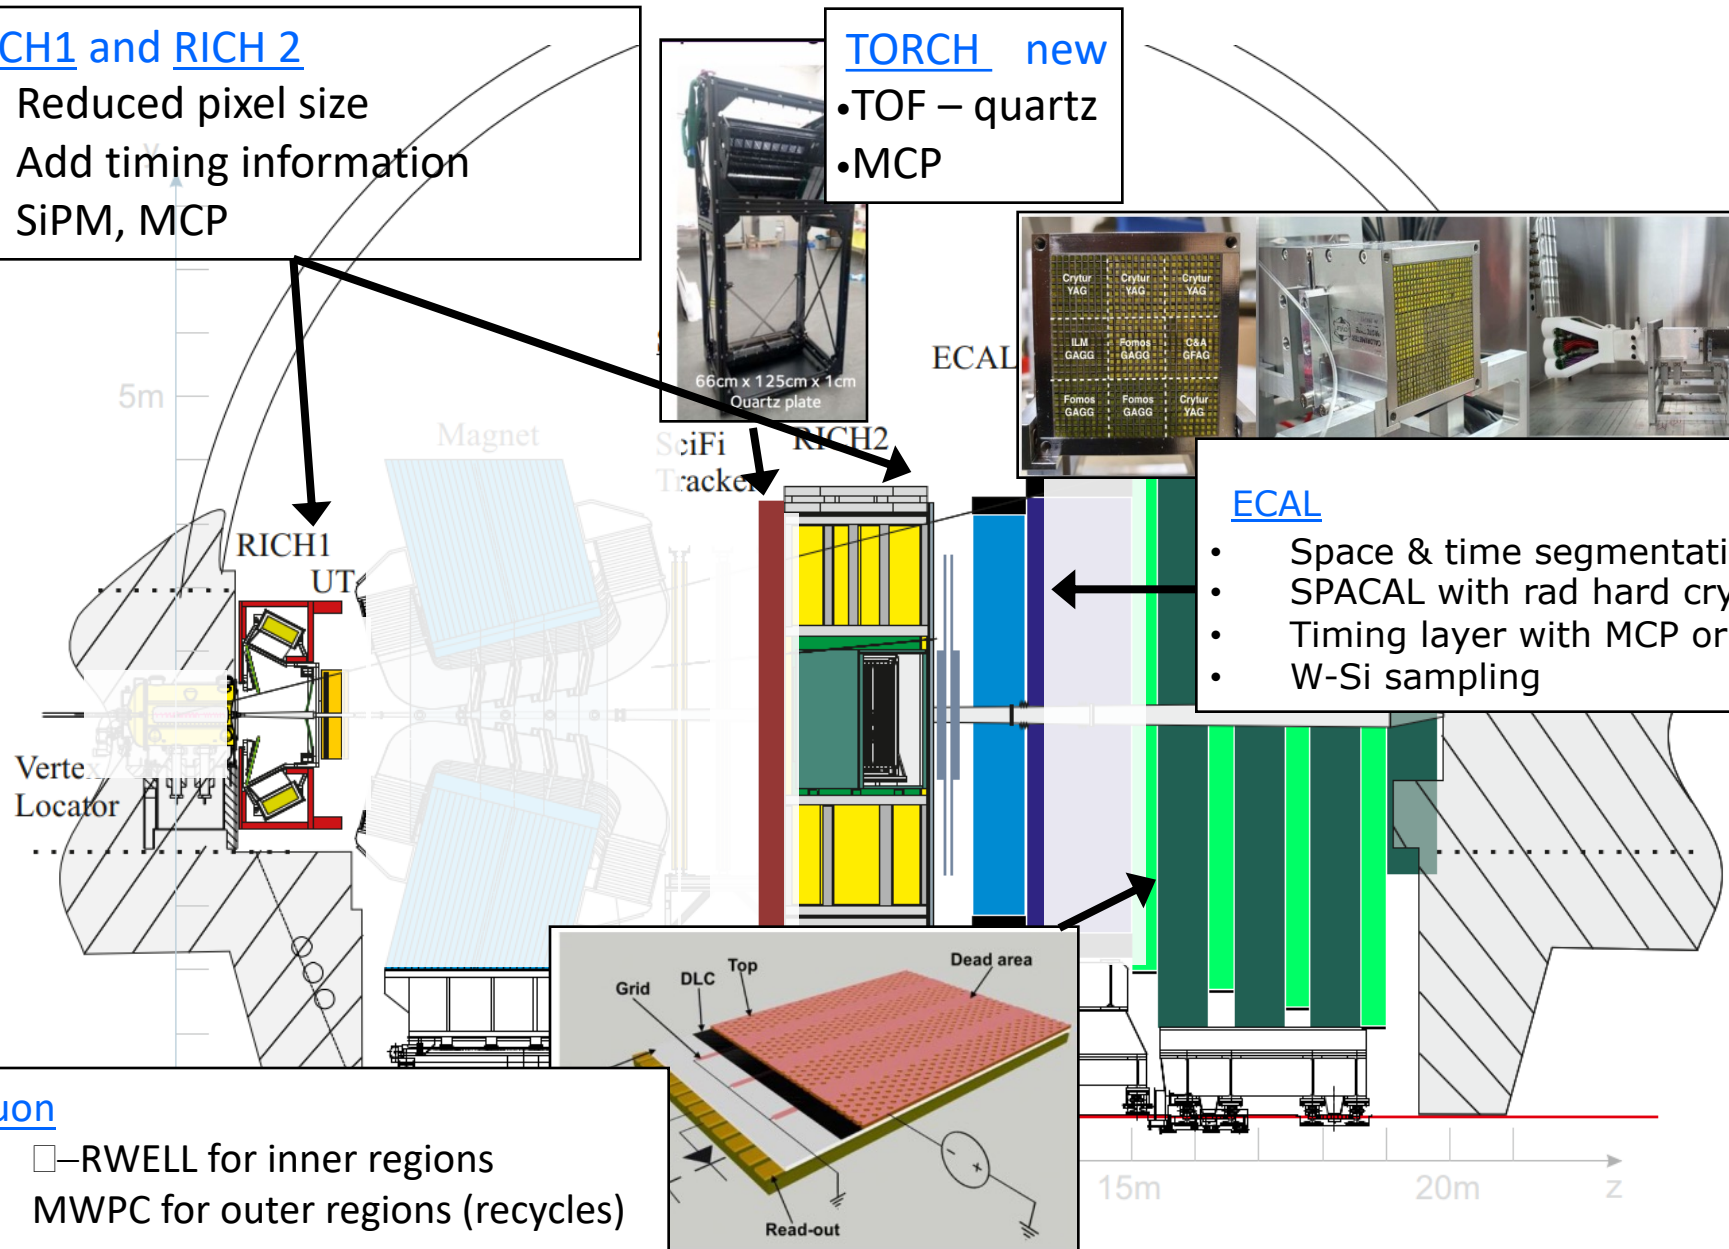 CH1 and RICH 2
Reduced pixel size
Add timing information
SiPM, MCP
TORCH new
•TOF – quartz
•MCP
66cm x 125cm x 1cm
Quartz plate
Crytur YAG
Crytur YAG
Crytur YAG
ILM GAGG
Fomos GAGG
C&A GFAG
Fomos GAGG
Fomos GAGG
Crytur YAG
ECAL
y
5m
Magnet
SciFi
Tracker
RICH2
RICH1
UT
Vertex
Locator
ECAL
• Space & time segmentati
• SPACAL with rad hard cry
• Timing layer with MCP or
• W-Si sampling
Grid
DLC
Top
Dead area
Read-out
uon
□–RWELL for inner regions
MWPC for outer regions (recycles)
15m
20m
z